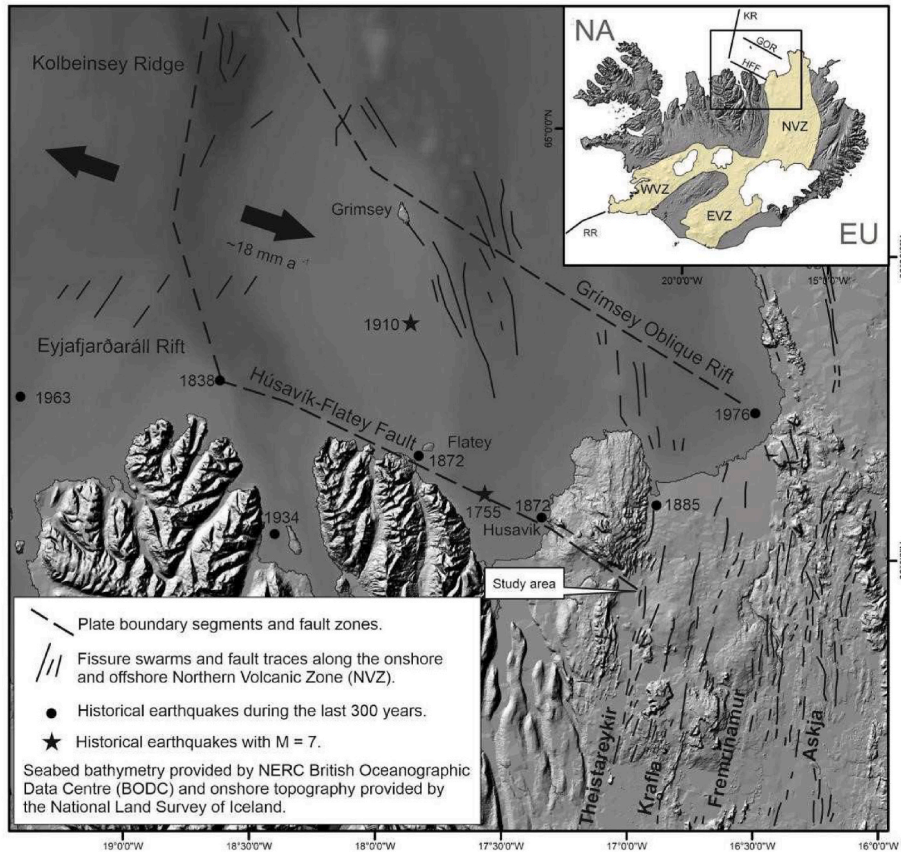 Kolbeinsey Ridge
NA
KR
GOR
HFF
NVZ
WVZ
EVZ
RR
EU
65°0'0"N
20°0'0"W
15°0'0"W
Grimsey
~18 mm a
1910
Grímsey Oblique Rift
Eyjafjarðaráll Rift
1838
1963
Húsavík-Flatey Fault
1976
Flatey
1872
1755
1872
Husavik
1885
1934
Study area
Plate boundary segments and fault zones.
Fissure swarms and fault traces along the onshore
and offshore Northern Volcanic Zone (NVZ).
Historical earthquakes during the last 300 years.
Historical earthquakes with M = 7.
Seabed bathymetry provided by NERC British Oceanographic
Data Centre (BODC) and onshore topography provided by
the National Land Survey of Iceland.
Theistareykir
Krafla
Fremrinamur
Askja
19°0'0"W
18°30'0"W
18°0'0"W
17°30'0"W
17°0'0"W
16°30'0"W
16°0'0"W